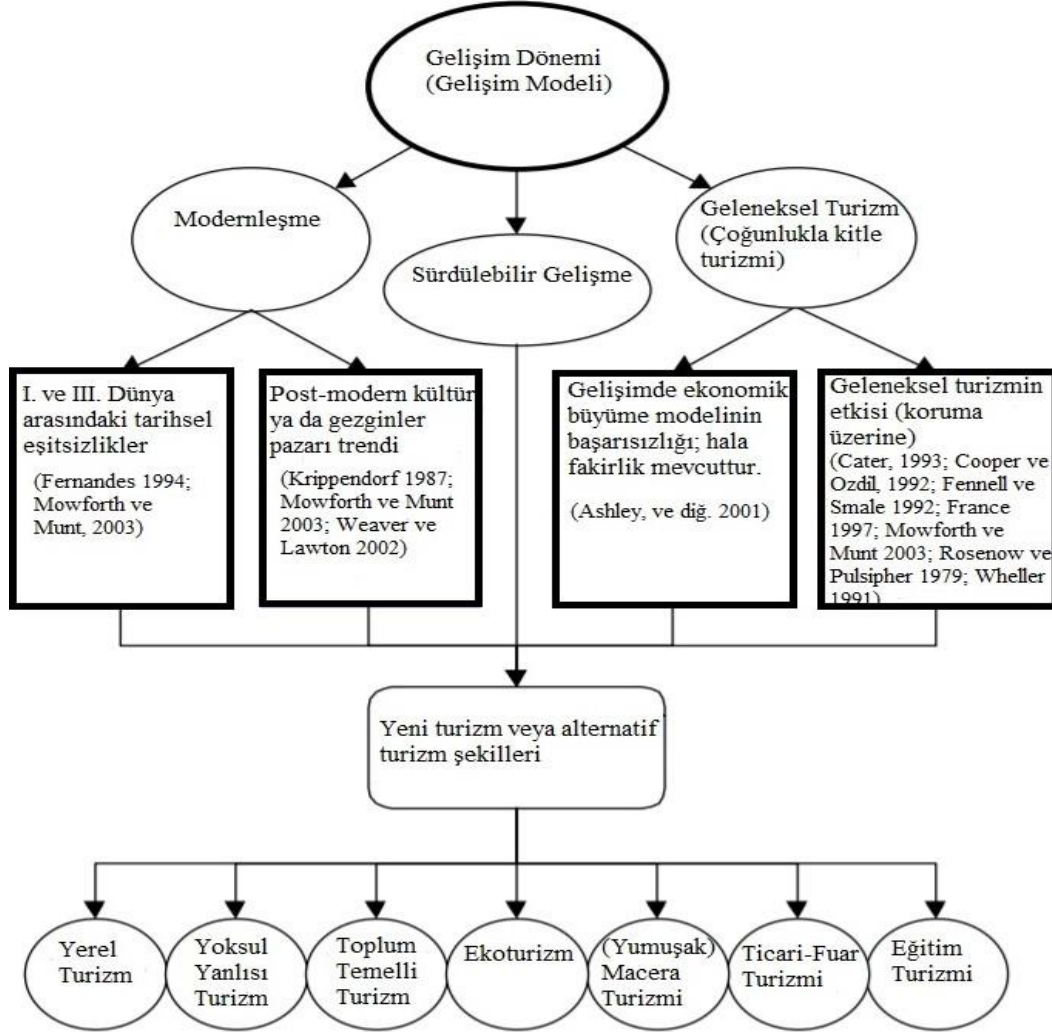 Gelişim Dönemi
(Gelişim Modeli)
Modernleşme
Sürdülebilir Gelişme
Geleneksel Turizm
(Çoğunlukla kitle
turizmi)
I. ve III. Dünya
arasındaki tarihsel
eşitsizlikler
(Fernandes 1994;
Mowforth ve
Munt, 2003)
Post-modern kültür
ya da gezginler
pazarı trendi
(Krippendorf 1987;
Mowforth ve Munt
2003; Weaver ve
Lawton 2002)
Gelişimde ekonomik
büyüme modelinin
başarısızlığı; hala
fakirlik mevcuttur.
(Ashley, ve diğ. 2001)
Geleneksel turizmin
etkisi (koruma
üzerine)
(Cater, 1993; Cooper ve
Ozdil, 1992; Fennell ve
Smale 1992; France
1997; Mowforth ve
Munt 2003; Rosenow ve
Pulsipher 1979; Wheller
1991)
Yeni turizm veya alternatif
turizm şekilleri
Yerel
Turizm
Yoksul
Yanlısı
Turizm
Toplum
Temelli
Turizm
Ekoturizm
(Yumuşak)
Macera
Turizmi
Ticari-Fuar
Turizmi
Eğitim
Turizmi